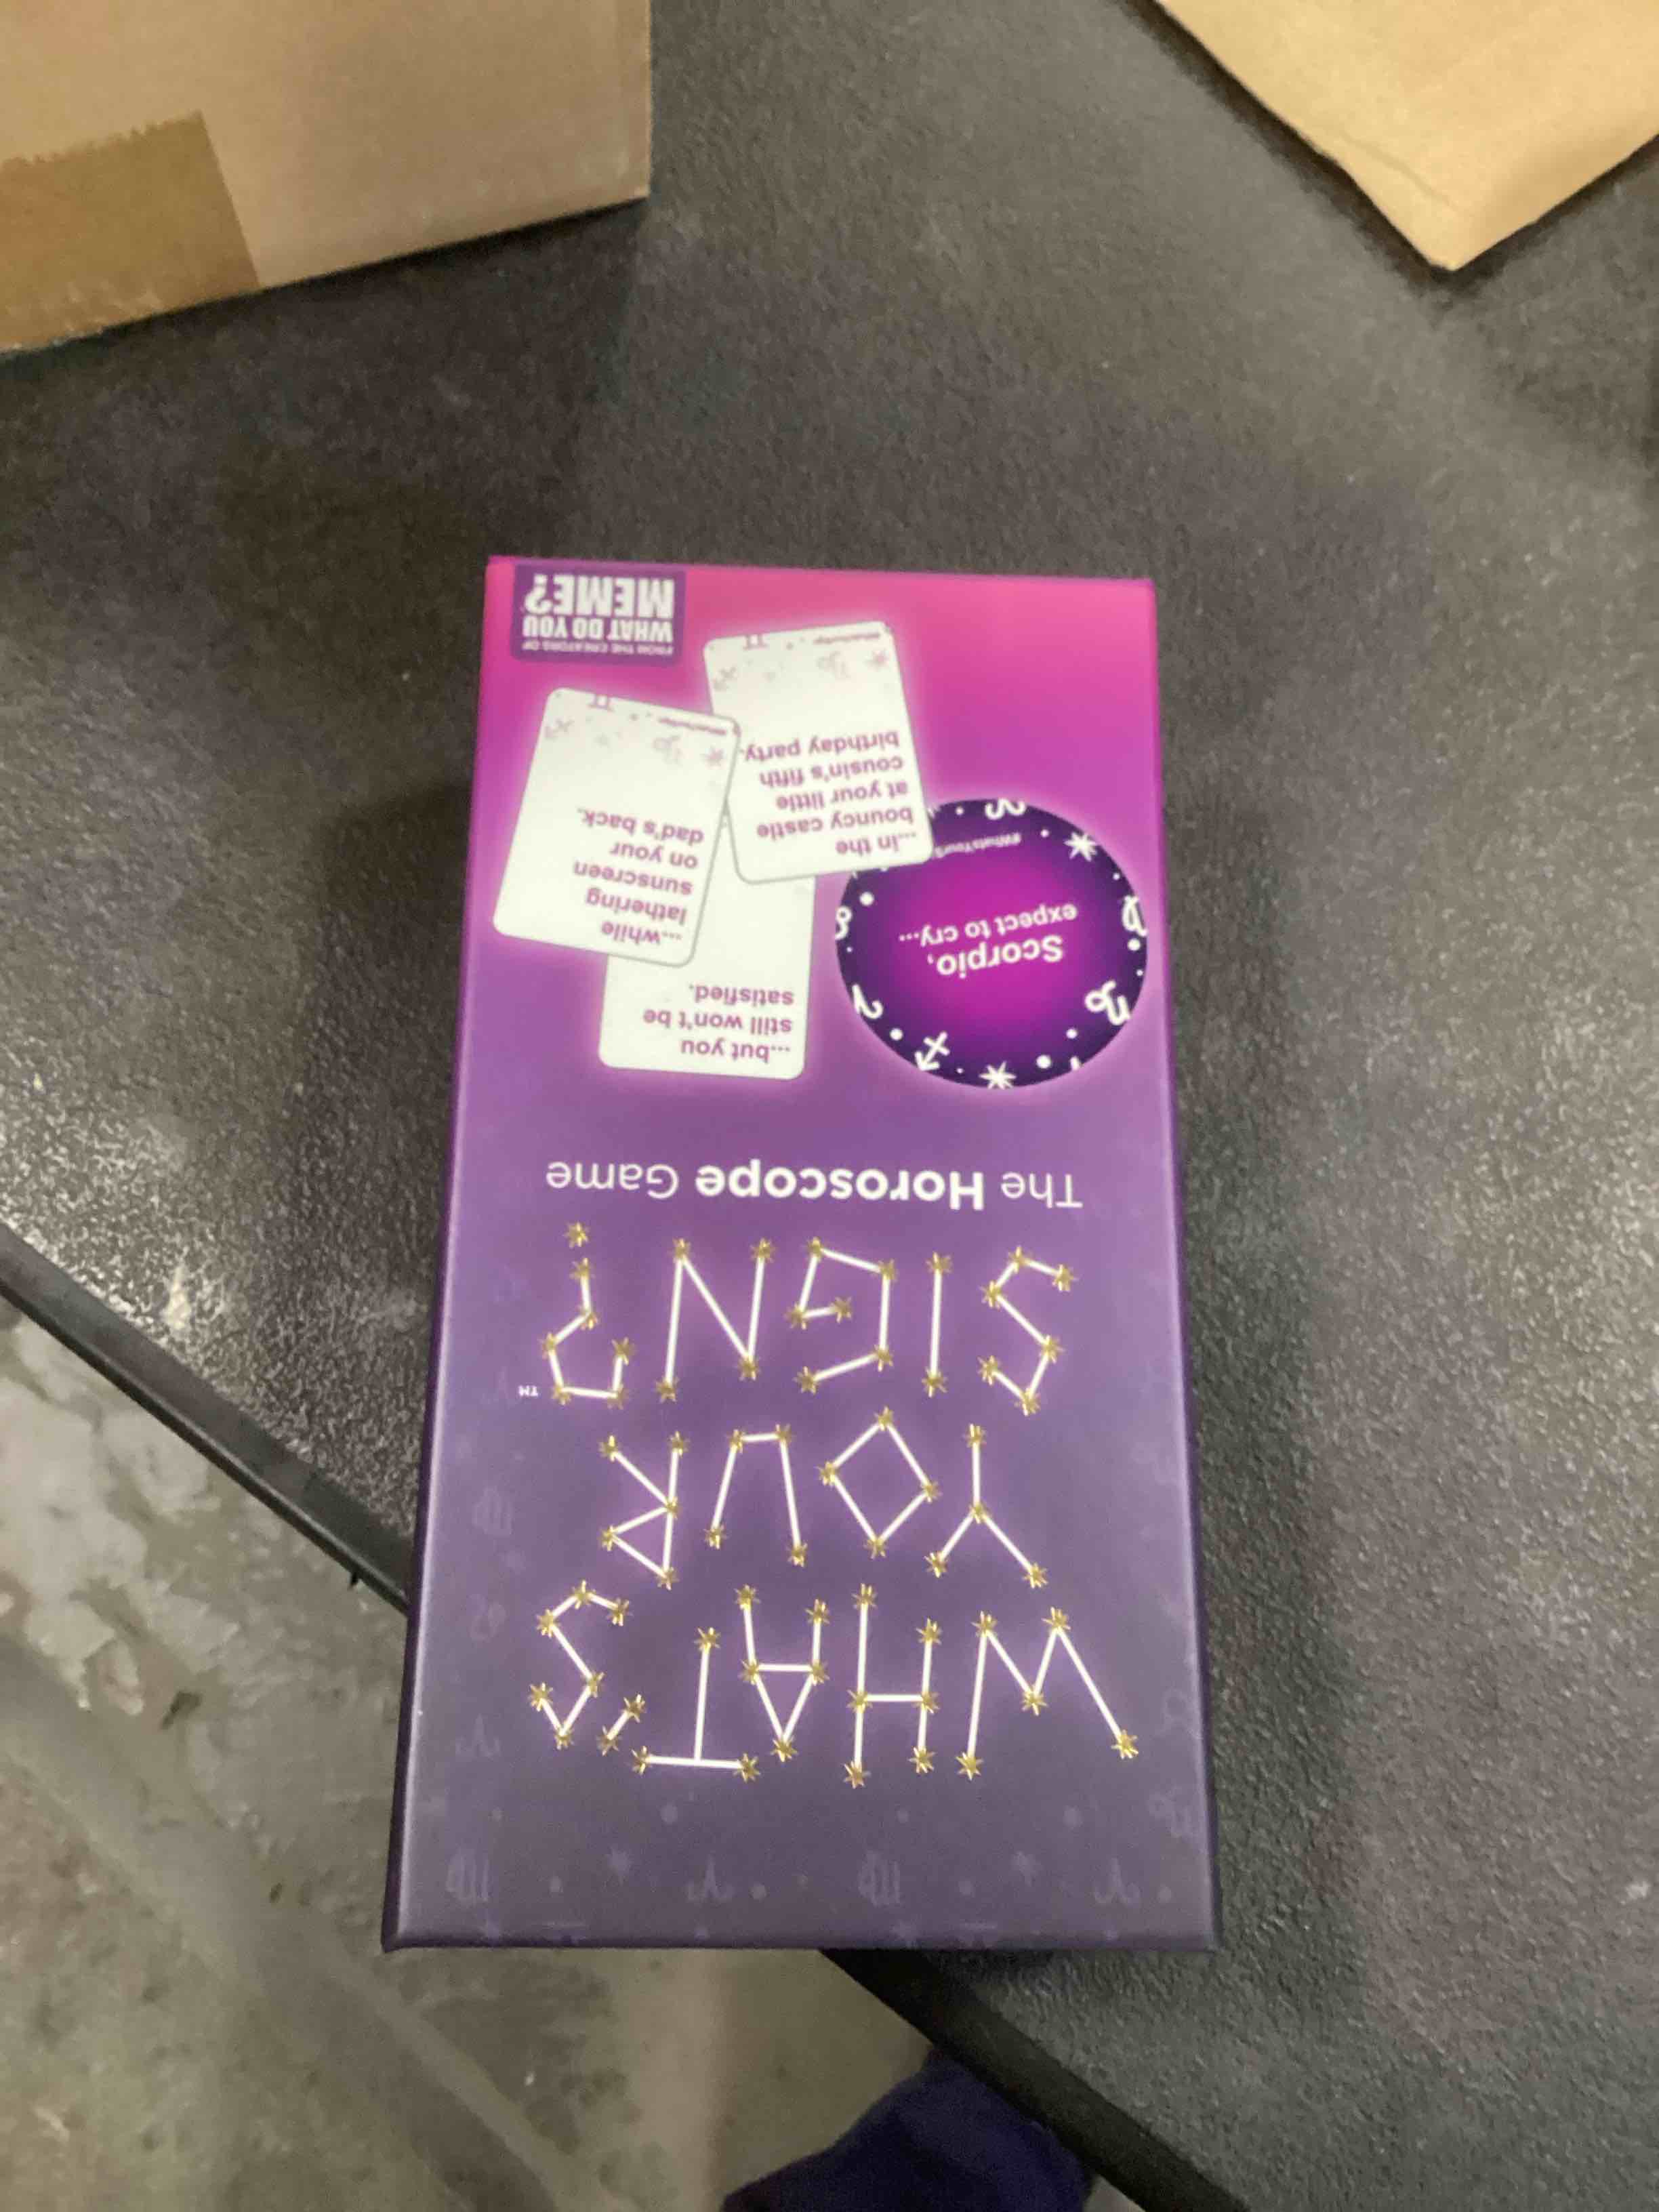 WHAT'S
YOUR
SIGN?
TM
The Horoscope Game
Scorpio,
expect to cry...
...but you
still won't be
satisfied.
...while
lathering
sunscreen
on your
dad's back.
...in the
bouncy castle
at your little
cousin's fifth
birthday party.
FROM THE CREATORS OF
WHAT DO YOU
MEME?